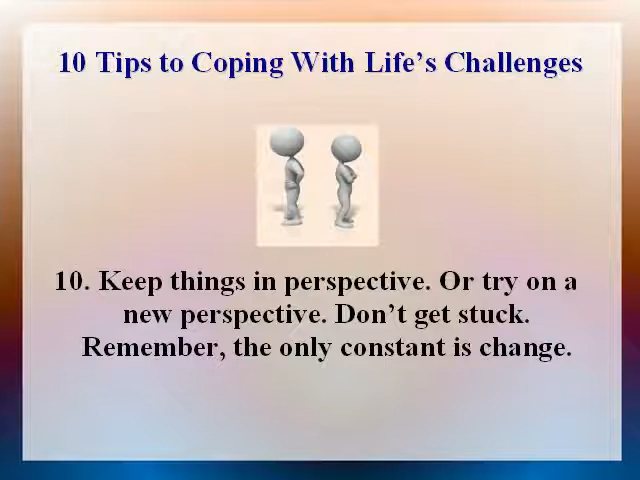 10 Tips to Coping With Life’s Challenges
10. Keep things in perspective. Or try on a
new perspective. Don’t get stuck.
Remember, the only constant is change.